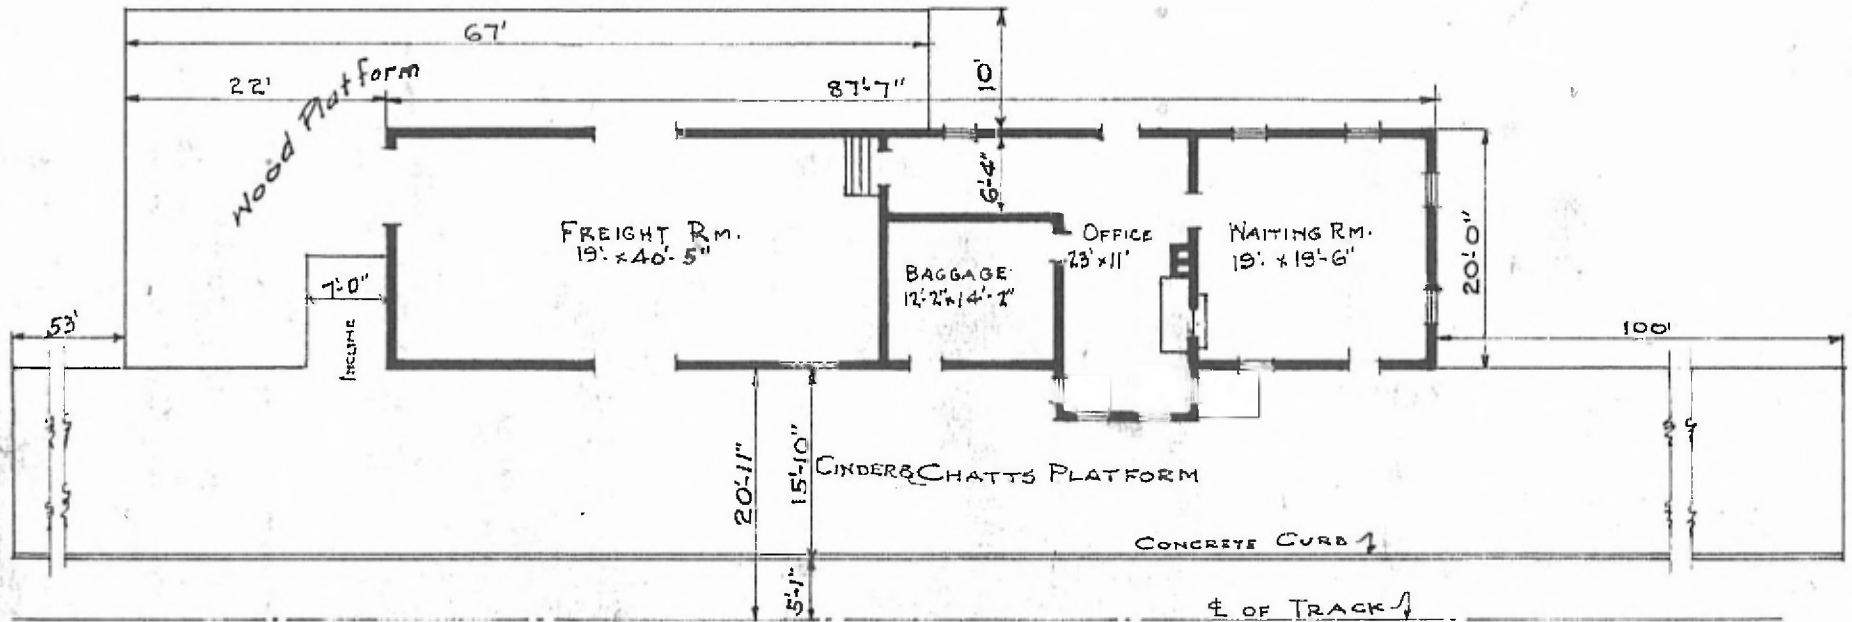 67'
22'
Wood Platform
87'-7"
10'
6'-4"
FREIGHT RM.
19'- x 40'- 5"
BAGGAGE
12'-2" x 14'-2"
OFFICE
23' x 11'
WAITING RM.
19'- x 19'-6"
20'-0"
7'-0"
INCLINE
53'
100'
20'-11"
15'-10"
CINDER & CHATTS PLATFORM
CONCRETE CURB
5'-1"
℄ OF TRACK